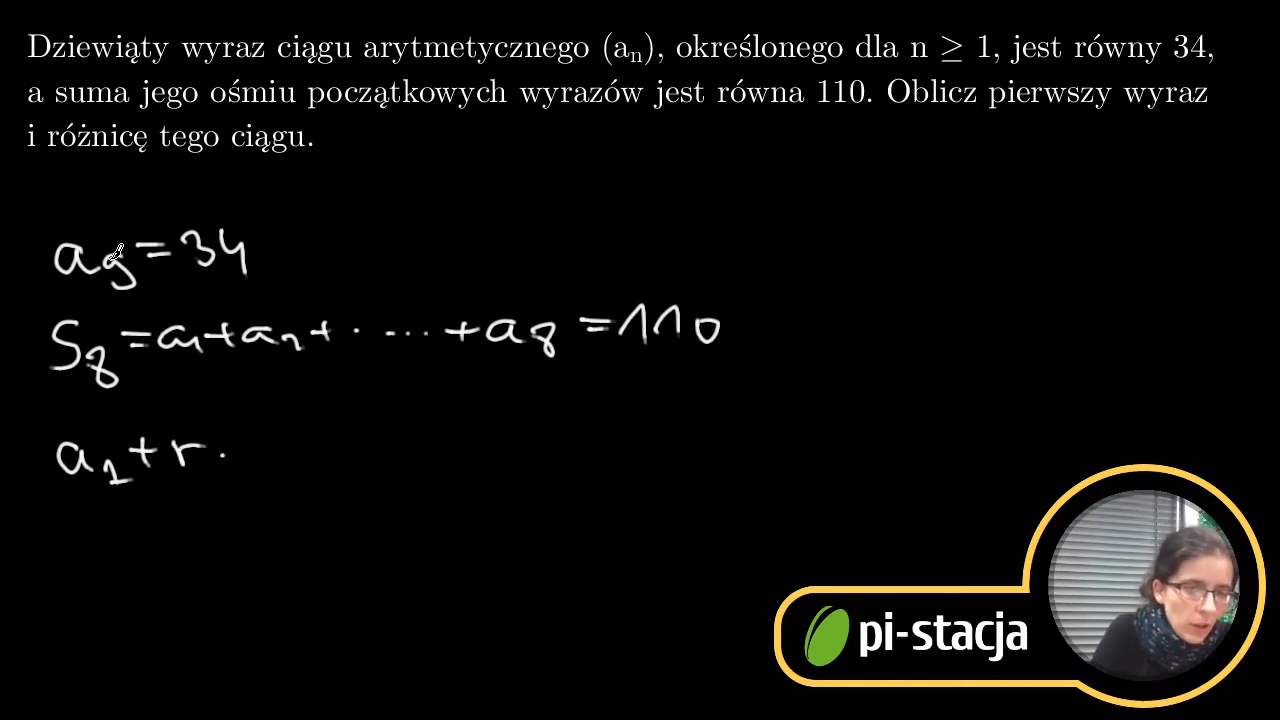 Dziewiąty wyraz ciągu arytmetycznego (aₙ), określonego dla n ≥ 1, jest równy 34,
a suma jego ośmiu początkowych wyrazów jest równa 110. Oblicz pierwszy wyraz
i różnicę tego ciągu.
a₉ = 34
S₈ = a₁ + a₂ + · ... + a₈ = 110
a₁ + r ·
pi-stacja